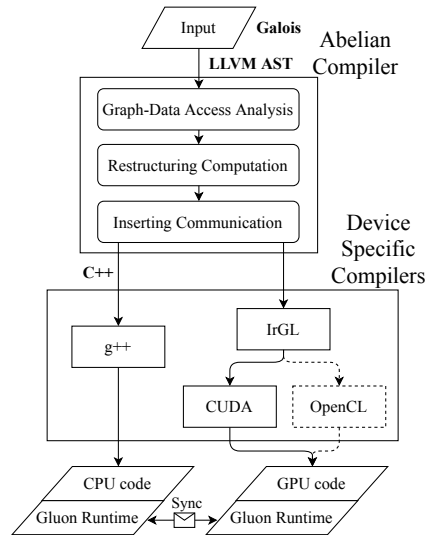 Input
Galois
Abelian
Compiler
LLVM AST
Graph-Data Access Analysis
Restructuring Computation
Inserting Communication
Device
Specific
Compilers
C++
IrGL
g++
CUDA
OpenCL
CPU code
GPU code
Sync
Gluon Runtime
Gluon Runtime